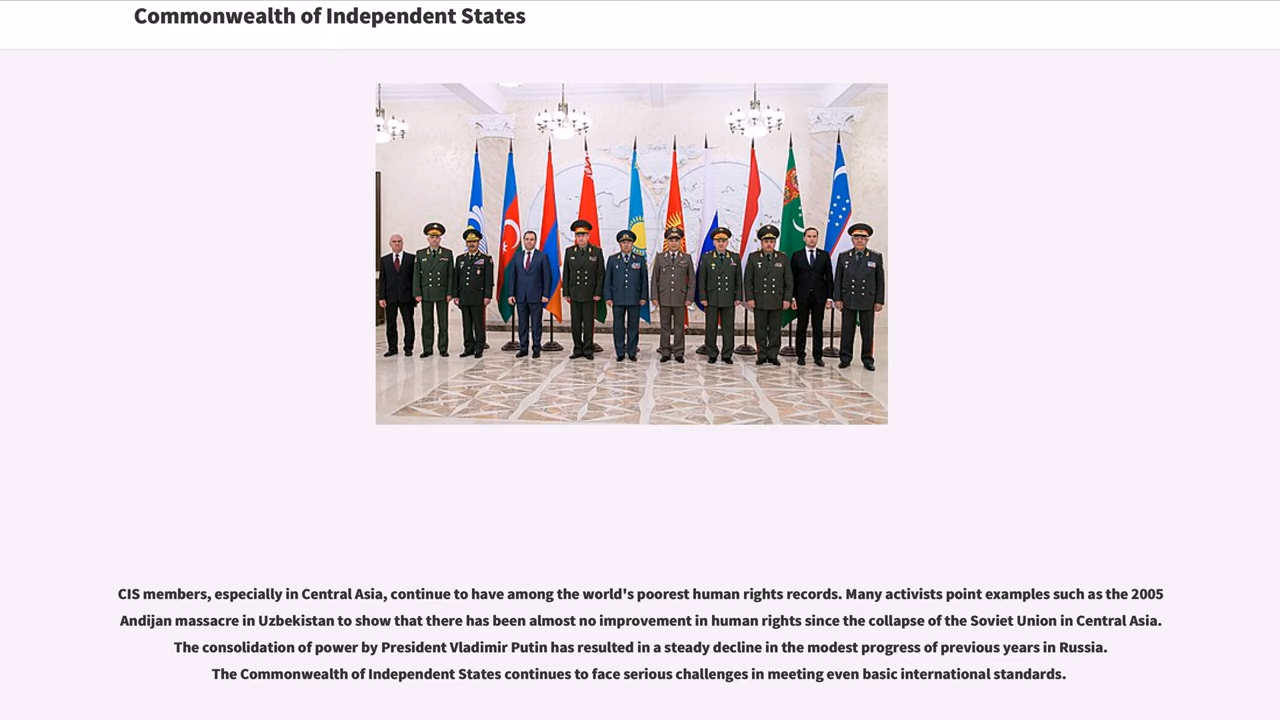 Commonwealth of Independent States
CIS members, especially in Central Asia, continue to have among the world's poorest human rights records. Many activists point examples such as the 2005
Andijan massacre in Uzbekistan to show that there has been almost no improvement in human rights since the collapse of the Soviet Union in Central Asia.
The consolidation of power by President Vladimir Putin has resulted in a steady decline in the modest progress of previous years in Russia.
The Commonwealth of Independent States continues to face serious challenges in meeting even basic international standards.